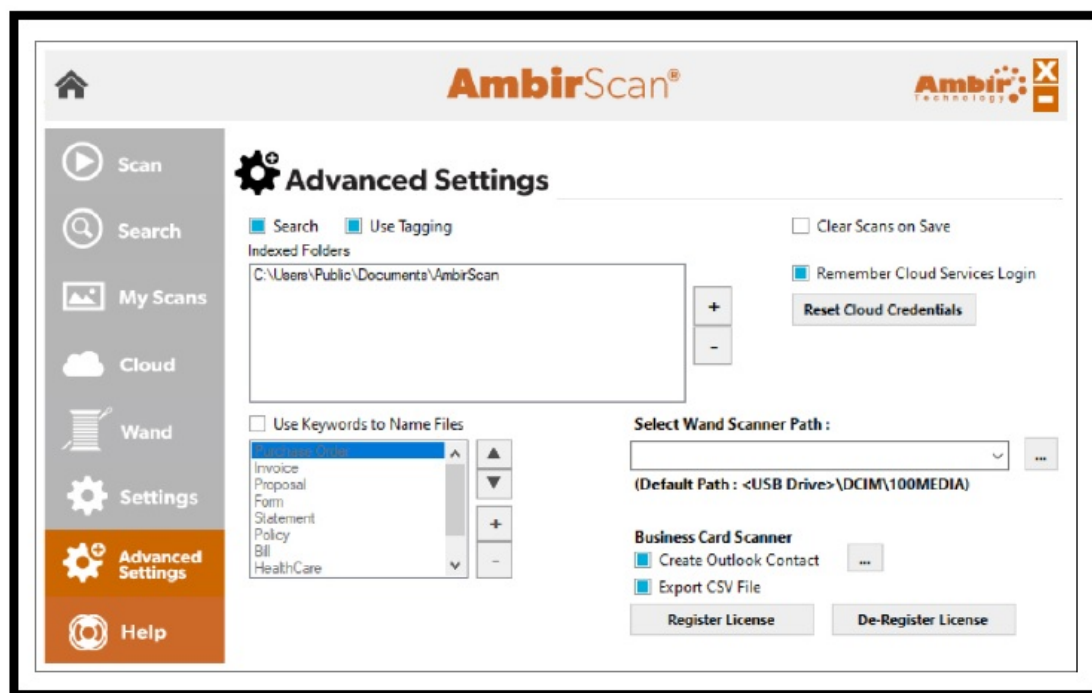 AmbirScan®
Ambir
Technology
X
-
Scan
Search
My Scans
Cloud
Wand
Settings
Advanced
Settings
Help
Advanced Settings
Search
Use Tagging
Indexed Folders
C:\Users\Public\Documents\AmbirScan
+
-
Clear Scans on Save
Remember Cloud Services Login
Reset Cloud Credentials
Use Keywords to Name Files
Purchase Order
Invoice
Proposal
Form
Statement
Policy
Bill
HealthCare
+
-
Select Wand Scanner Path :
...
(Default Path : <USB Drive>\DCIM\100MEDIA)
Business Card Scanner
Create Outlook Contact
...
Export CSV File
Register License
De-Register License